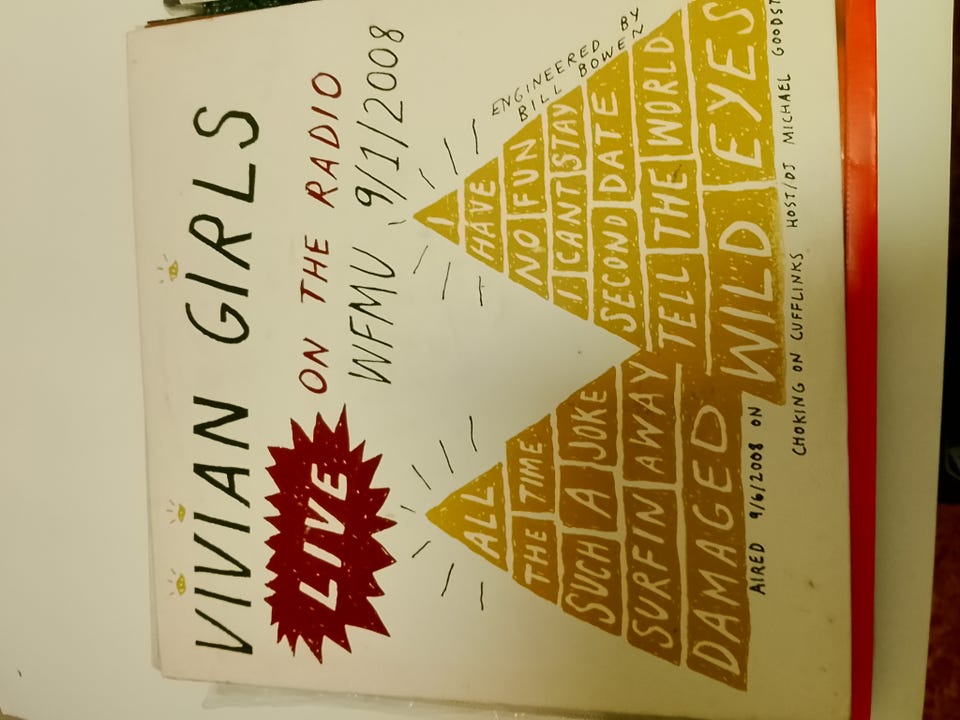 VIVIAN GIRLS
LIVE
ON THE RADIO
WFMU 9/1/2008
ENGINEERED BY
BILL BOWEN
ALL
THE TIME
SUCH A JOKE
SURFIN AWAY
DAMAGED
I
HAVE
NO FUN
I CANT STAY
SECOND DATE
TELL THE WORLD
WILD EYES
AIRED 9/6/2008 ON
CHOKING ON CUFFLINKS HOST/DJ MICHAEL